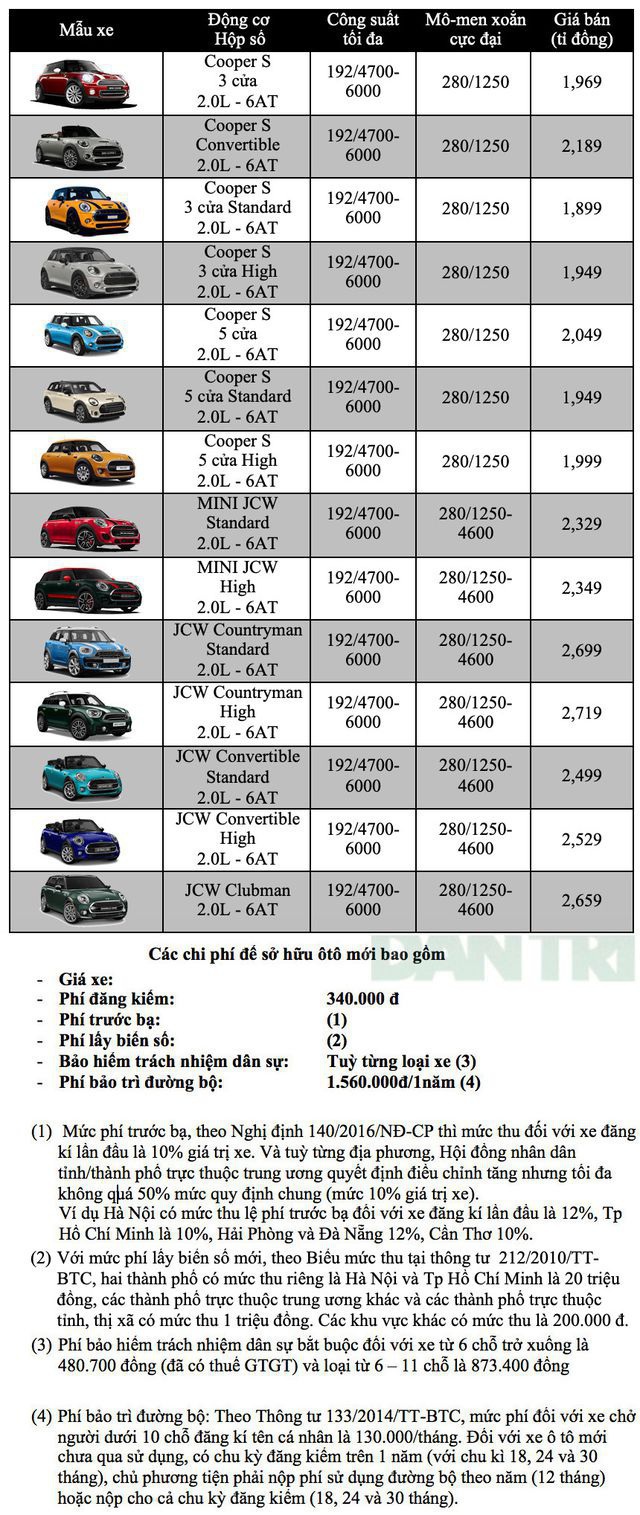 Mẫu xe
Động cơ
Hộp số
Công suất
tối đa
Mô-men xoắn
cực đại
Giá bán
(tỉ đồng)
Cooper S
3 cửa
2.0L - 6AT
192/4700-
6000
280/1250
1,969
Cooper S
Convertible
2.0L - 6AT
192/4700-
6000
280/1250
2,189
Cooper S
3 cửa Standard
2.0L - 6AT
192/4700-
6000
280/1250
1,899
Cooper S
3 cửa High
2.0L - 6AT
192/4700-
6000
280/1250
1,949
Cooper S
5 cửa
2.0L - 6AT
192/4700-
6000
280/1250
2,049
Cooper S
5 cửa Standard
2.0L - 6AT
192/4700-
6000
280/1250
1,949
Cooper S
5 cửa High
2.0L - 6AT
192/4700-
6000
280/1250
1,999
MINI JCW
Standard
2.0L - 6AT
192/4700-
6000
280/1250-
4600
2,329
MINI JCW
High
2.0L - 6AT
192/4700-
6000
280/1250-
4600
2,349
JCW Countryman
Standard
2.0L - 6AT
192/4700-
6000
280/1250-
4600
2,699
JCW Countryman
High
2.0L - 6AT
192/4700-
6000
280/1250-
4600
2,719
JCW Convertible
Standard
2.0L - 6AT
192/4700-
6000
280/1250-
4600
2,499
JCW Convertible
High
2.0L - 6AT
192/4700-
6000
280/1250-
4600
2,529
JCW Clubman
2.0L - 6AT
192/4700-
6000
280/1250-
4600
2,659
DAN TRI
Các chi phí để sở hữu ôtô mới bao gồm
- Giá xe:
- Phí đăng kiểm: 340.000 đ
- Phí trước bạ: (1)
- Phí lấy biển số: (2)
- Bảo hiểm trách nhiệm dân sự: Tuỳ từng loại xe (3)
- Phí bảo trì đường bộ: 1.560.000đ/1năm (4)
(1) Mức phí trước bạ, theo Nghị định 140/2016/NĐ-CP thì mức thu đối với xe đăng
kí lần đầu là 10% giá trị xe. Và tuỳ từng địa phương, Hội đồng nhân dân
tỉnh/thành phố trực thuộc trung ương quyết định điều chỉnh tăng nhưng tối đa
không quá 50% mức quy định chung (mức 10% giá trị xe).
Ví dụ Hà Nội có mức thu lệ phí trước bạ đối với xe đăng kí lần đầu là 12%, Tp
Hồ Chí Minh là 10%, Hải Phòng và Đà Nẵng 12%, Cần Thơ 10%.
(2) Với mức phí lấy biển số mới, theo Biểu mức thu tại thông tư 212/2010/TT-
BTC, hai thành phố có mức thu riêng là Hà Nội và Tp Hồ Chí Minh là 20 triệu
đồng, các thành phố trực thuộc trung ương khác và các thành phố trực thuộc
tỉnh, thị xã có mức thu 1 triệu đồng. Các khu vực khác có mức thu là 200.000 đ.
(3) Phí bảo hiểm trách nhiệm dân sự bắt buộc đối với xe từ 6 chỗ trở xuống là
480.700 đồng (đã có thuế GTGT) và loại từ 6 – 11 chỗ là 873.400 đồng
(4) Phí bảo trì đường bộ: Theo Thông tư 133/2014/TT-BTC, mức phí đối với xe chở
người dưới 10 chỗ đăng kí tên cá nhân là 130.000/tháng. Đối với xe ô tô mới
chưa qua sử dụng, có chu kỳ đăng kiểm trên 1 năm (với chu kì 18, 24 và 30
tháng), chủ phương tiện phải nộp phí sử dụng đường bộ theo năm (12 tháng)
hoặc nộp cho cả chu kỳ đăng kiểm (18, 24 và 30 tháng).